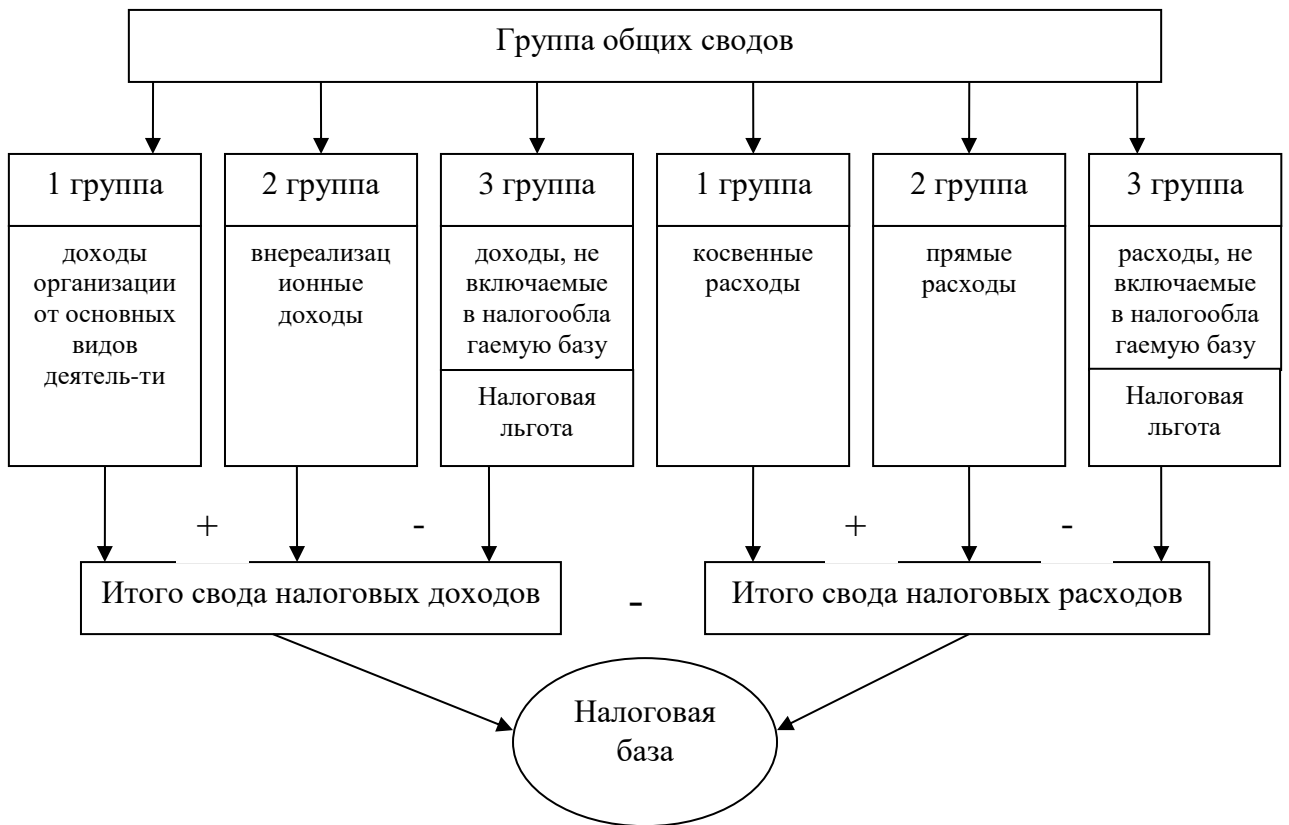 Группа общих сводов
1 группа
2 группа
3 группа
1 группа
2 группа
3 группа
доходы
организации
от основных
видов
деятель-ти
внереализац
ионные
доходы
доходы, не
включаемые
в налогообла
гаемую базу
Налоговая
льгота
косвенные
расходы
прямые
расходы
расходы, не
включаемые
в налогообла
гаемую базу
Налоговая
льгота
+
-
+
-
Итого свода налоговых доходов
-
Итого свода налоговых расходов
Налоговая
база